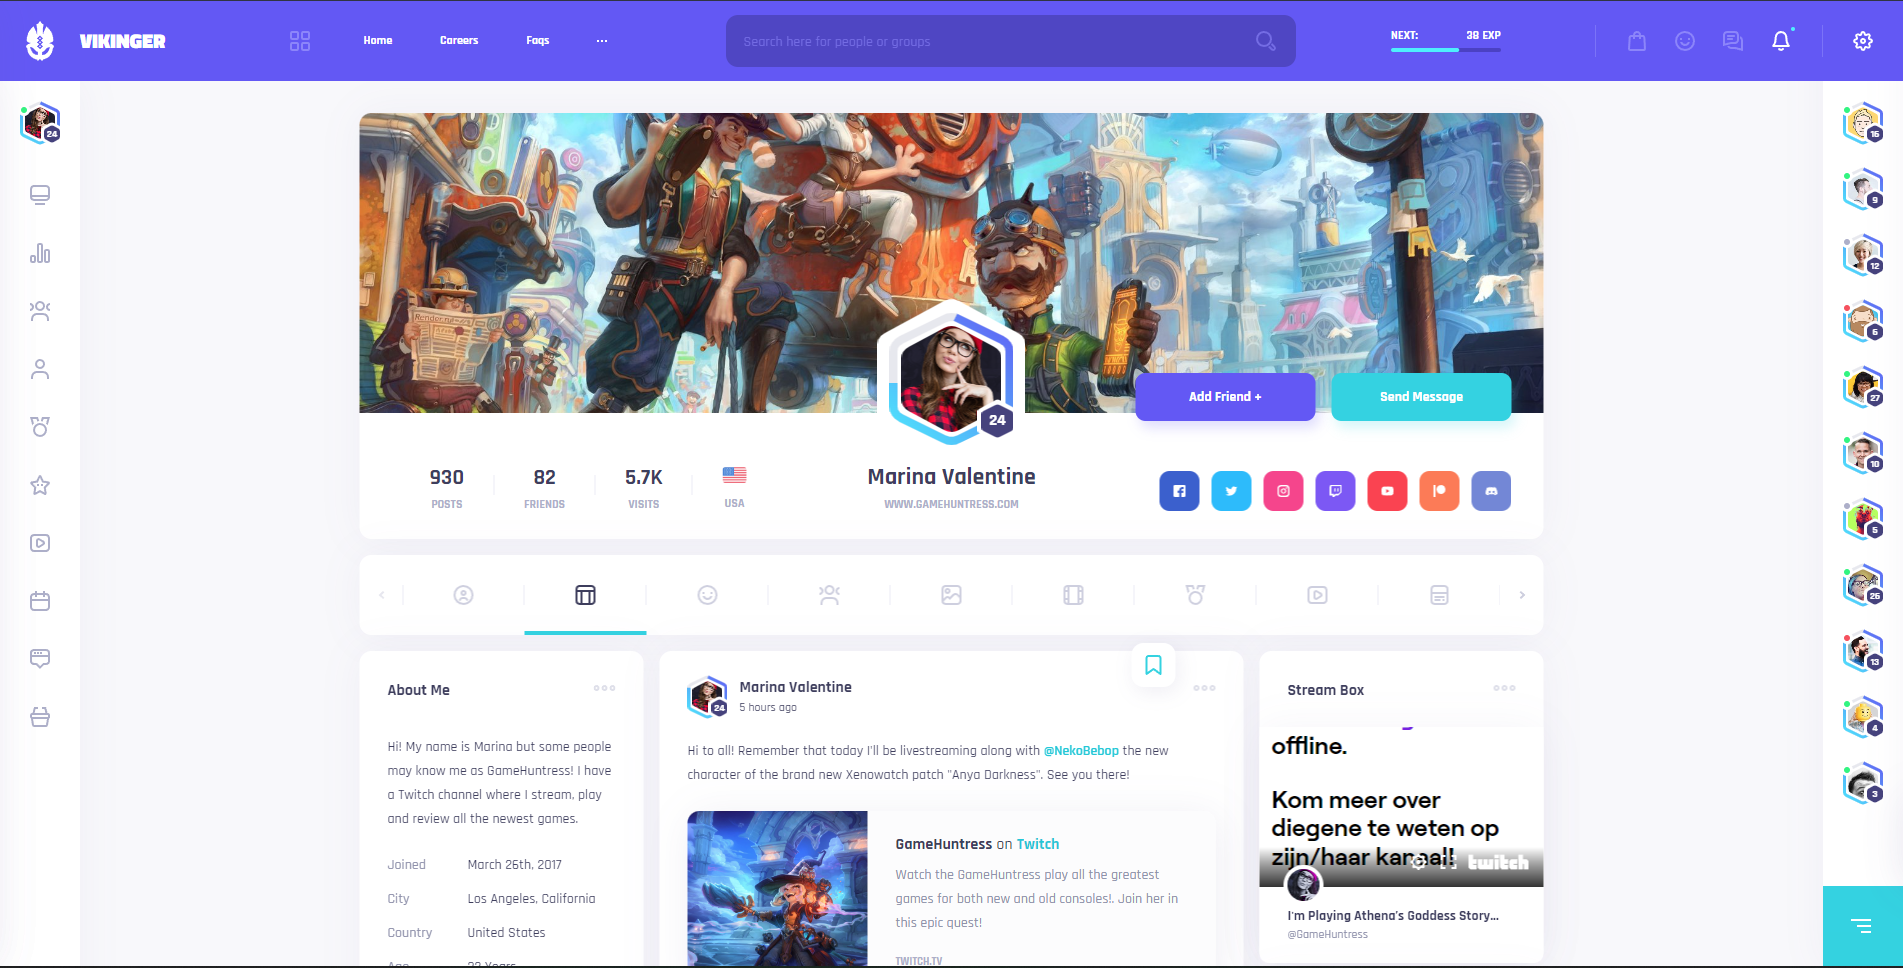 VIKINGER
Home
Careers
Faqs
Search here for people or groups
NEXT:
38 EXP
24
Add Friend +
Send Message
24
930
POSTS
82
FRIENDS
5.7K
VISITS
USA
Marina Valentine
WWW.GAMEHUNTRESS.COM
About Me
Hi! My name is Marina but some people
may know me as GameHuntress! I have
a Twitch channel where I stream, play
and review all the newest games.
Joined
March 26th, 2017
City
Los Angeles, California
Country
United States
Age
32 Years
24
Marina Valentine
5 hours ago
Hi to all! Remember that today I'll be livestreaming along with @NekoBebop the new
character of the brand new Xenowatch patch "Anya Darkness". See you there!
GameHuntress on Twitch
Watch the GameHuntress play all the greatest
games for both new and old consoles!. Join her in
this epic quest!
TWITCH.TV
Stream Box
offline.
Kom meer over
diegene te weten op
zijn/haar kanaal!
twitch
I'm Playing Athena's Goddess Story...
@GameHuntress
16
9
12
6
27
10
5
26
13
4
3